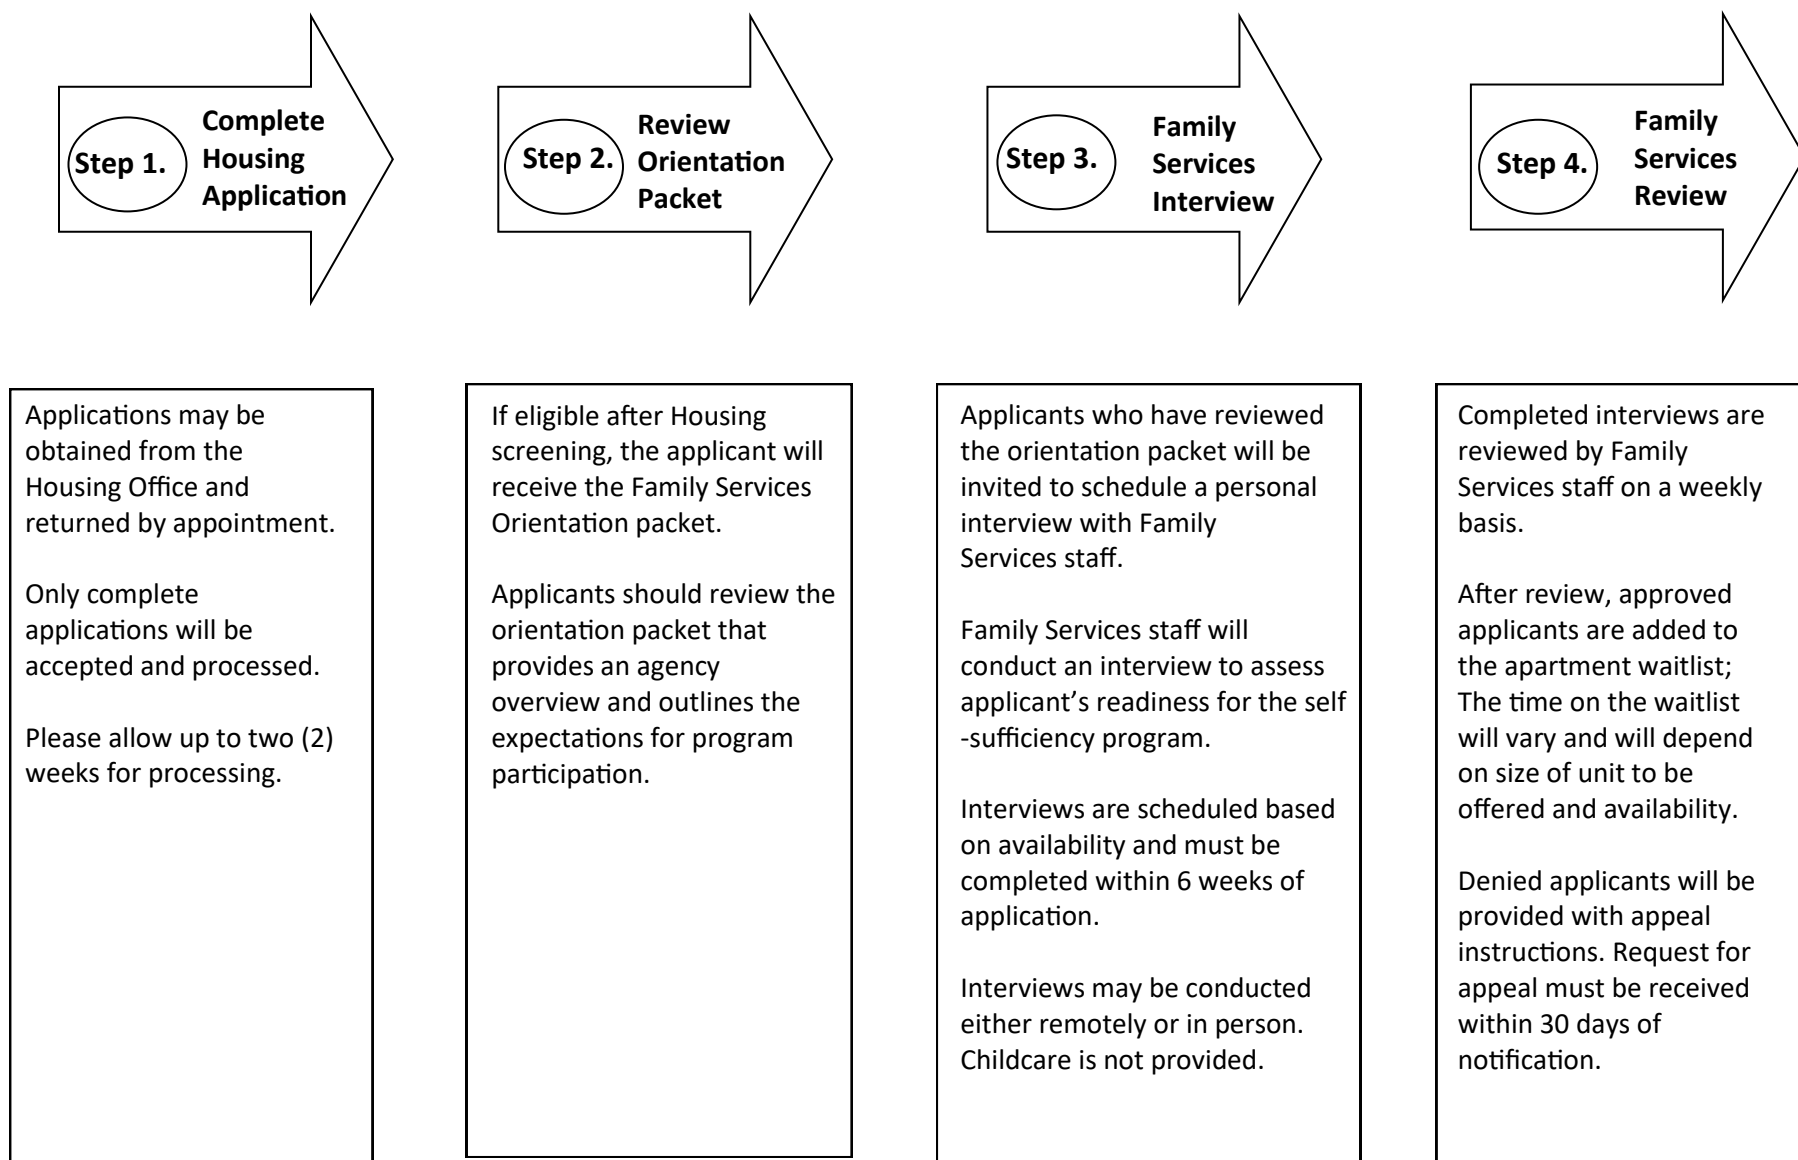 Step 1.
Complete
Housing
Application
Step 2.
Review
Orientation
Packet
Step 3.
Family
Services
Interview
Step 4.
Family
Services
Review
Applications may be
obtained from the
Housing Office and
returned by appointment.
Only complete
applications will be
accepted and processed.
Please allow up to two (2)
weeks for processing.
If eligible after Housing
screening, the applicant will
receive the Family Services
Orientation packet.
Applicants should review the
orientation packet that
provides an agency
overview and outlines the
expectations for program
participation.
Applicants who have reviewed
the orientation packet will be
invited to schedule a personal
interview with Family
Services staff.
Family Services staff will
conduct an interview to assess
applicant’s readiness for the self
-sufficiency program.
Interviews are scheduled based
on availability and must be
completed within 6 weeks of
application.
Interviews may be conducted
either remotely or in person.
Childcare is not provided.
Completed interviews are
reviewed by Family
Services staff on a weekly
basis.
After review, approved
applicants are added to
the apartment waitlist;
The time on the waitlist
will vary and will depend
on size of unit to be
offered and availability.
Denied applicants will be
provided with appeal
instructions. Request for
appeal must be received
within 30 days of
notification.